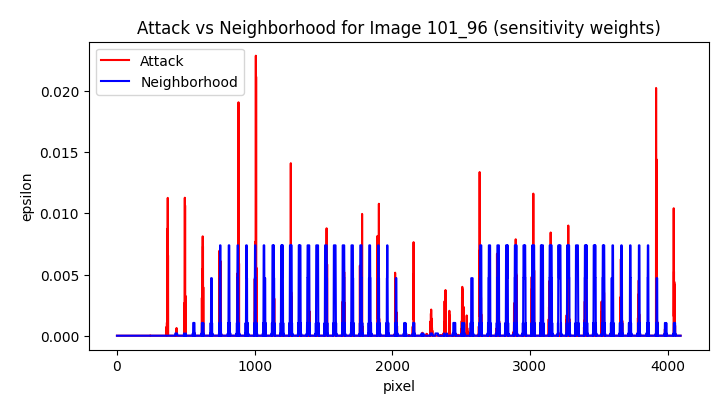 Attack vs Neighborhood for Image 101_96 (sensitivity weights)
Attack
Neighborhood
0.020
0.015
0.010
0.005
0.000
epsilon
0
1000
2000
3000
4000
pixel